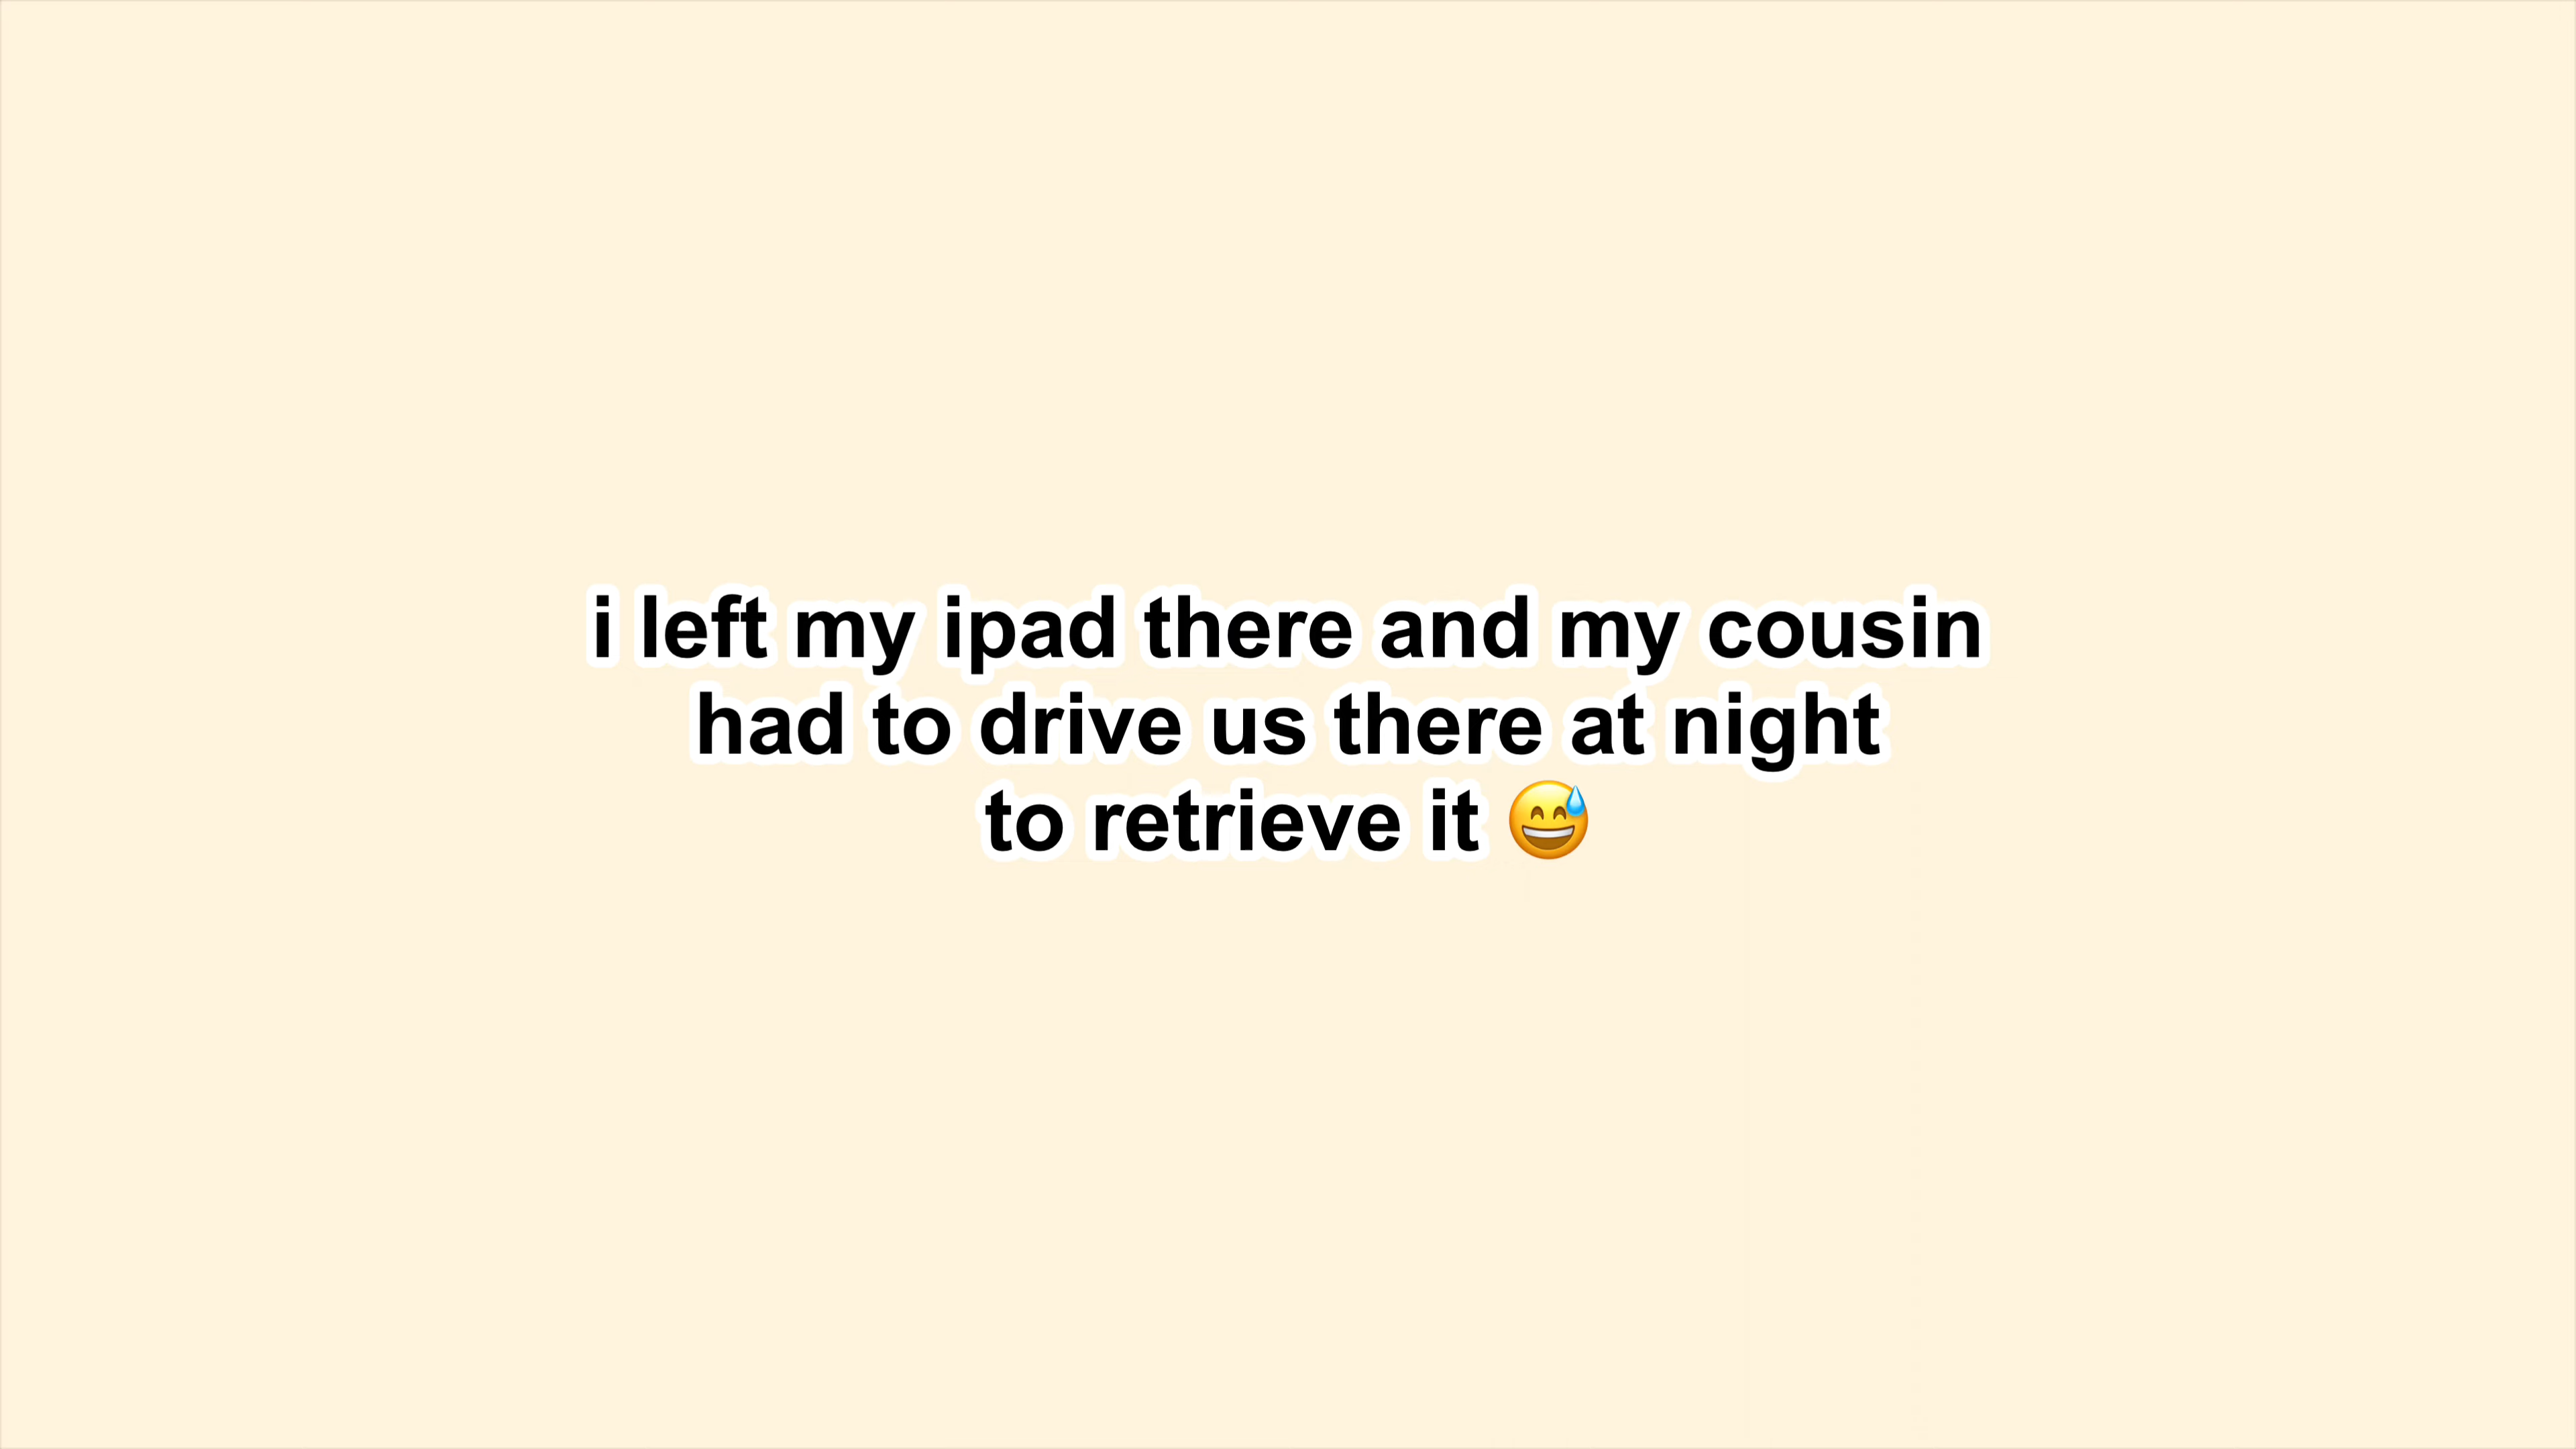 i left my ipad there and my cousin
had to drive us there at night
to retrieve it 😅